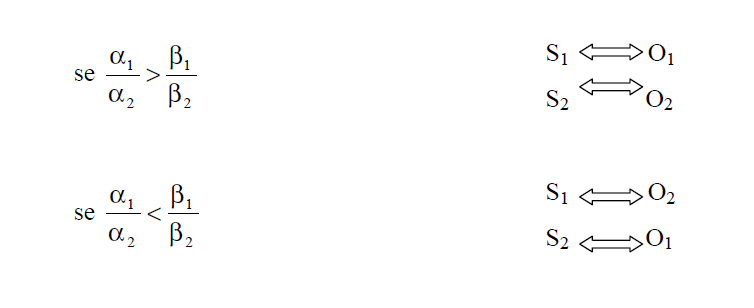 se α₁/α₂ > β₁/β₂
S₁ ⇔ O₁
S₂ ⇔ O₂
se α₁/α₂ < β₁/β₂
S₁ ⇔ O₂
S₂ ⇔ O₁